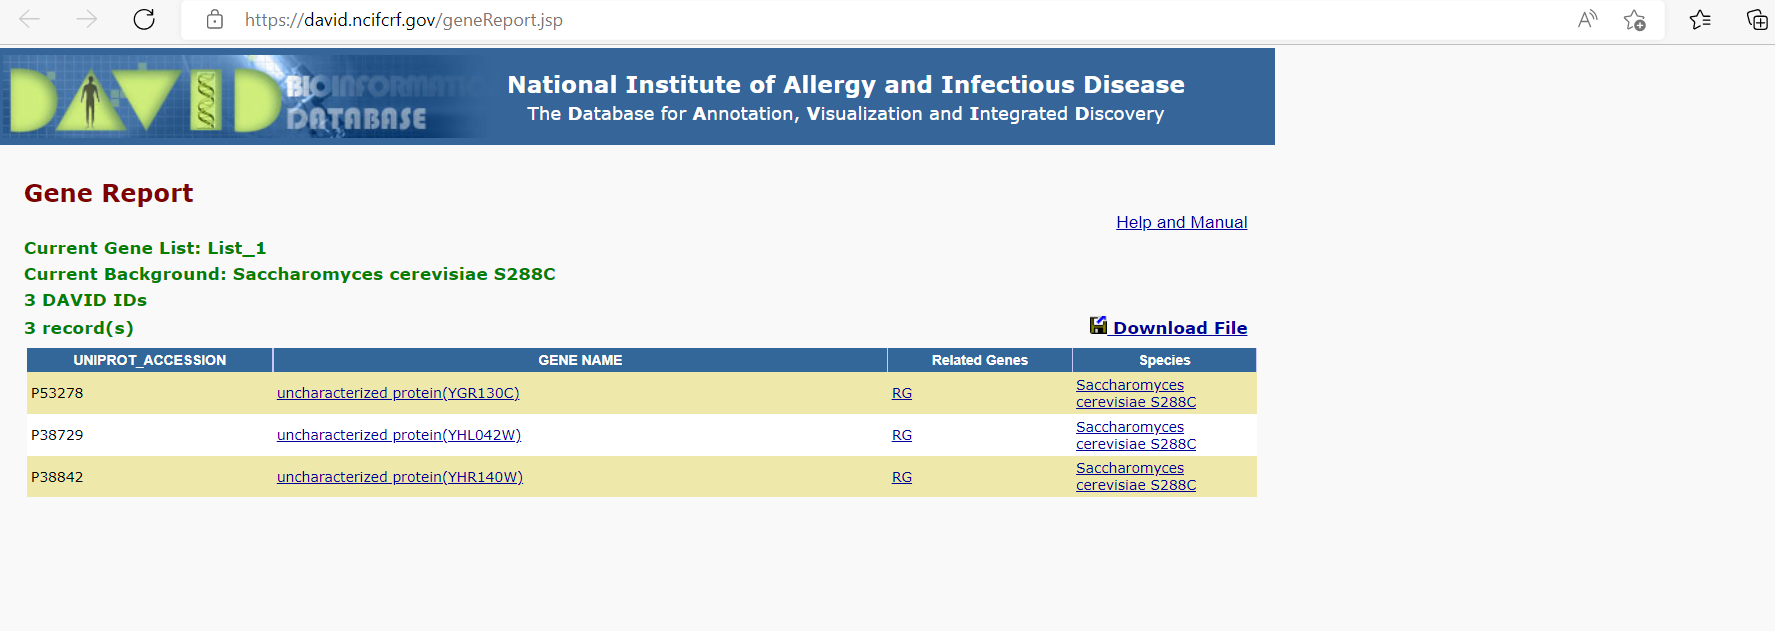 https://david.ncifcrf.gov/geneReport.jsp
DAVID BIOINFORMATICS
DATABASE
National Institute of Allergy and Infectious Disease
The Database for Annotation, Visualization and Integrated Discovery
Gene Report
Help and Manual
Current Gene List: List_1
Current Background: Saccharomyces cerevisiae S288C
3 DAVID IDs
3 record(s)
Download File
UNIPROT_ACCESSION GENE NAME Related Genes Species
P53278 uncharacterized protein(YGR130C) RG Saccharomyces
cerevisiae S288C
P38729 uncharacterized protein(YHL042W) RG Saccharomyces
cerevisiae S288C
P38842 uncharacterized protein(YHR140W) RG Saccharomyces
cerevisiae S288C